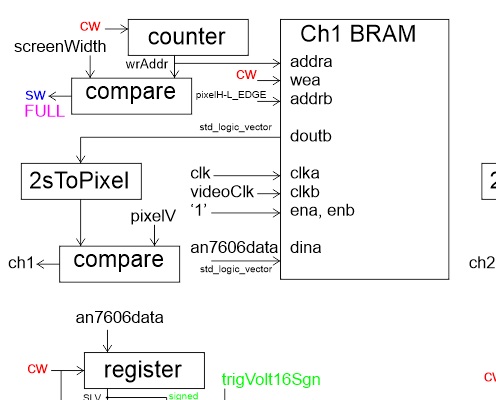 cw
counter
Ch1 BRAM
screenWidth
wrAddr
addra
cw
wea
sw
compare
pixelH-L_EDGE
addrb
FULL
std_logic_vector
doutb
2sToPixel
clk
clka
2
videoClk
clkb
pixelV
'1'
ena, enb
ch1
compare
an7606data
dina
std_logic_vector
ch2
an7606data
cw
register
trigVolt16Sgn
cw
SLV
signed